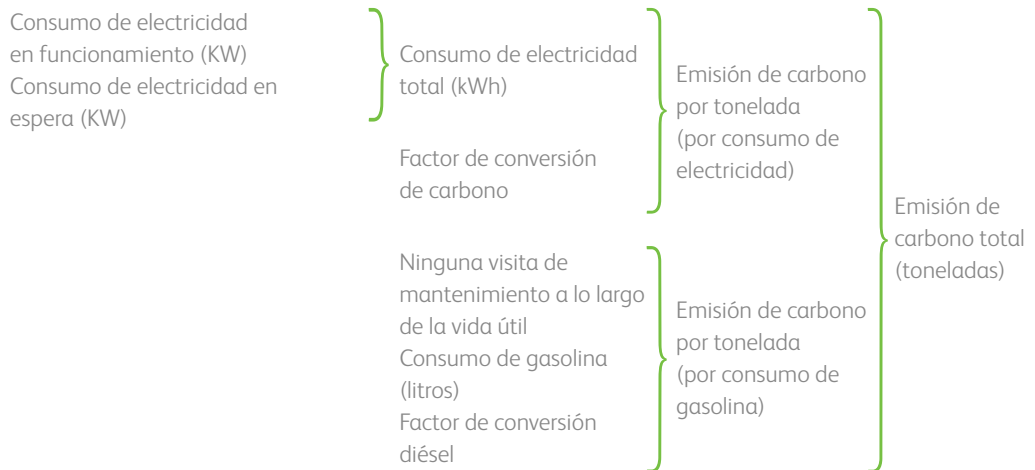 Consumo de electricidad
en funcionamiento (KW)
Consumo de electricidad en
espera (KW)
Consumo de electricidad
total (kWh)
Factor de conversión
de carbono
Emisión de carbono
por tonelada
(por consumo de
electricidad)
Ninguna visita de
mantenimiento a lo largo
de la vida útil
Consumo de gasolina
(litros)
Factor de conversión
diésel
Emisión de carbono
por tonelada
(por consumo de
gasolina)
Emisión de
carbono total
(toneladas)